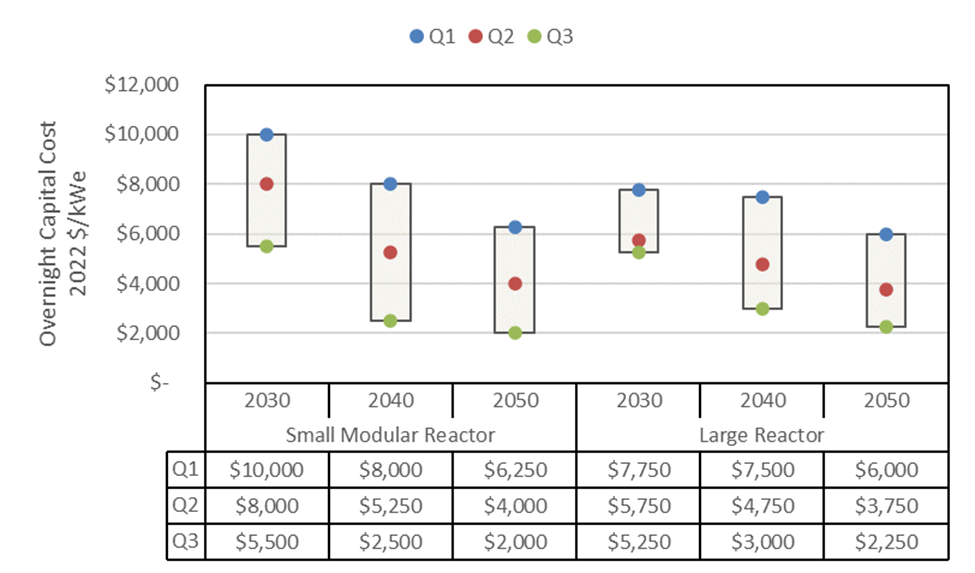 Q1 Q2 Q3
Overnight Capital Cost
2022 $/kWe
$12,000
$10,000
$8,000
$6,000
$4,000
$2,000
$-
2030 2040 2050 2030 2040 2050
Small Modular Reactor Large Reactor
Q1 $10,000 $8,000 $6,250 $7,750 $7,500 $6,000
Q2 $8,000 $5,250 $4,000 $5,750 $4,750 $3,750
Q3 $5,500 $2,500 $2,000 $5,250 $3,000 $2,250